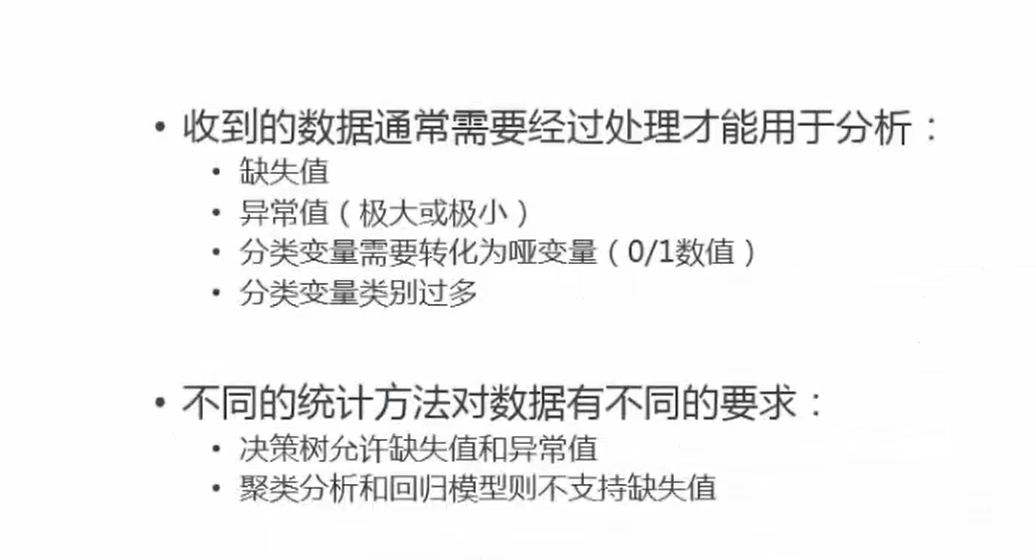 • 收到的数据通常需要经过处理才能用于分析：
• 缺失值
• 异常值（极大或极小）
• 分类变量需要转化为哑变量（0/1数值）
• 分类变量类别过多
• 不同的统计方法对数据有不同的要求：
• 决策树允许缺失值和异常值
• 聚类分析和回归模型则不支持缺失值